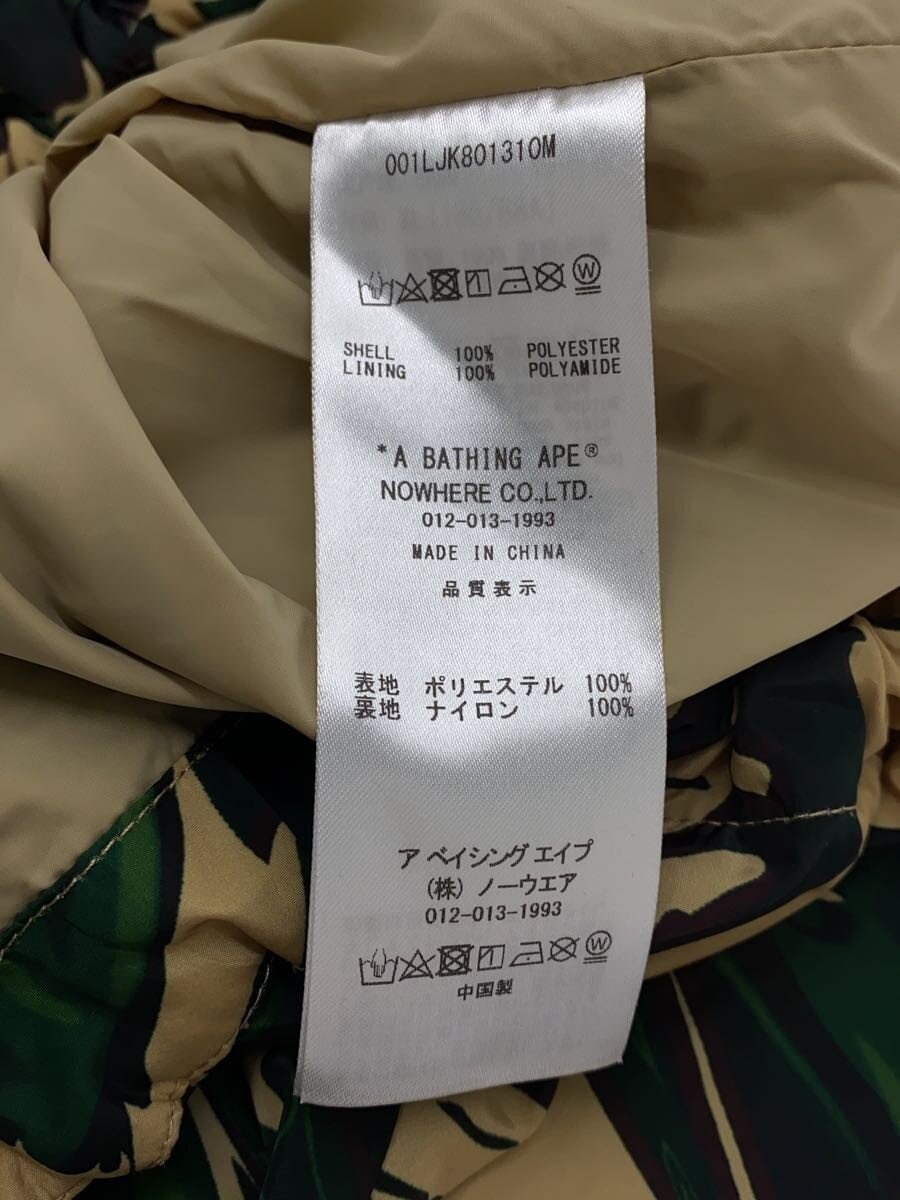 001LJK801310M
W
SHELL 100% POLYESTER
LINING 100% POLYAMIDE
*A BATHING APE®
NOWHERE CO.,LTD.
012-013-1993
MADE IN CHINA
品質表示
表地 ポリエステル 100%
裏地 ナイロン 100%
ア ベイシング エイプ
(株) ノーウエア
012-013-1993
W
中国製